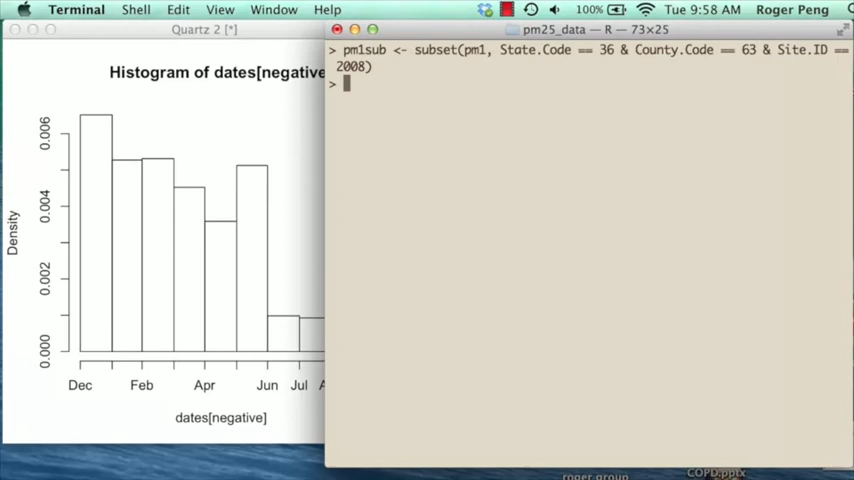 Terminal Shell Edit View Window Help 100% Tue 9:58 AM Roger Peng
Quartz 2 [*]
pm25_data — R — 73×25
> pm1sub <- subset(pm1, State.Code == 36 & County.Code == 63 & Site.ID ==
2008)
>
Histogram of dates[negative
Density
0.006
0.004
0.002
0.000
Dec Feb Apr Jun Jul A
dates[negative]
roger group
COPD.pptx